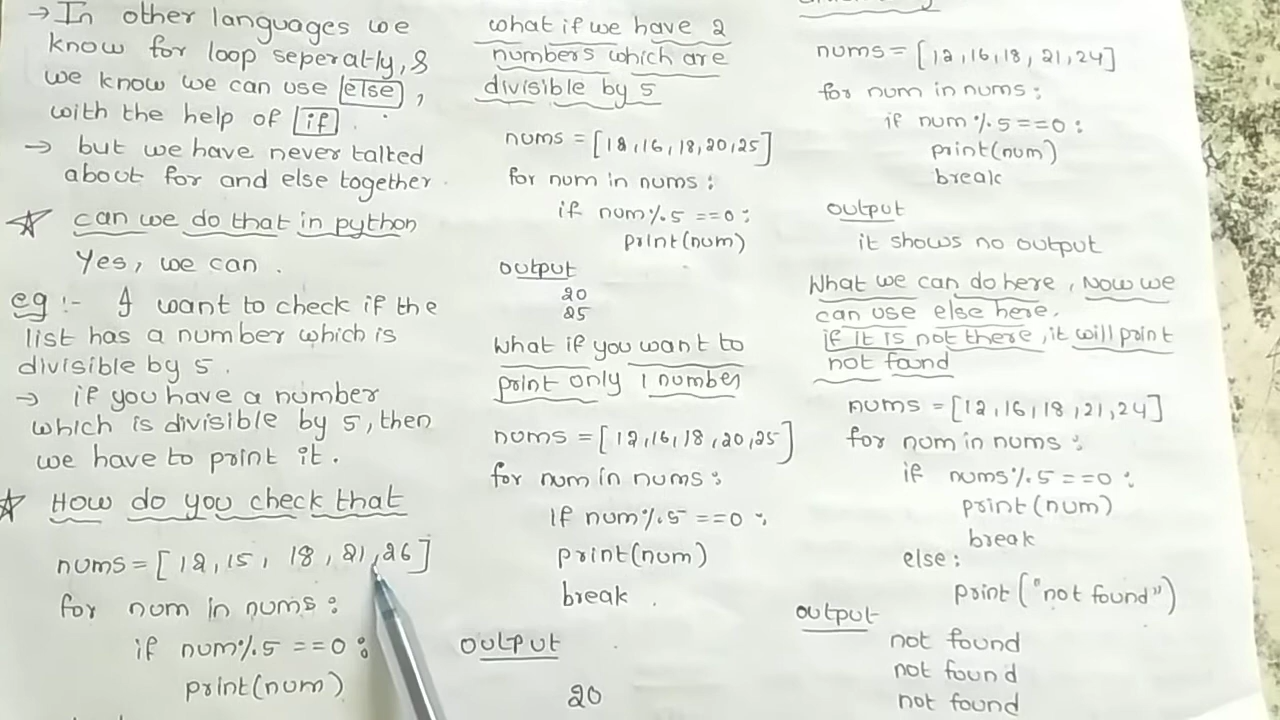 → In other languages we
know for loop seperatly, &
we know we can use else,
with the help of if.
→ but we have never talked
about for and else together
☆ can we do that in python
Yes, we can.
eg :- I want to check if the
list has a number which is
divisible by 5.
→ if you have a number
which is divisible by 5, then
we have to print it.
☆ How do you check that
nums = [12, 15, 18, 21, 26]
for num in nums:
if num%5 ==0:
print(num)
what if we have 2
numbers which are
divisible by 5
nums = [12,16,18,20,25]
for num in nums:
if num%5 ==0:
print(num)
output
20
25
What if you want to
print only 1 number
nums = [12,16,18,20,25]
for num in nums:
If num%5 ==0:
print(num)
break.
OUTPUT
20
nums = [12,16,18, 21,24]
for num in nums:
if num%5==0:
print(num)
break
output
it shows no output
What we can do here, Now we
can use else here.
if it is not there, it will print
not found
nums = [12,16,18,21,24]
for num in nums:
if nums%5==0:
print(num)
break
else:
print("not found")
output
not found
not found
not found